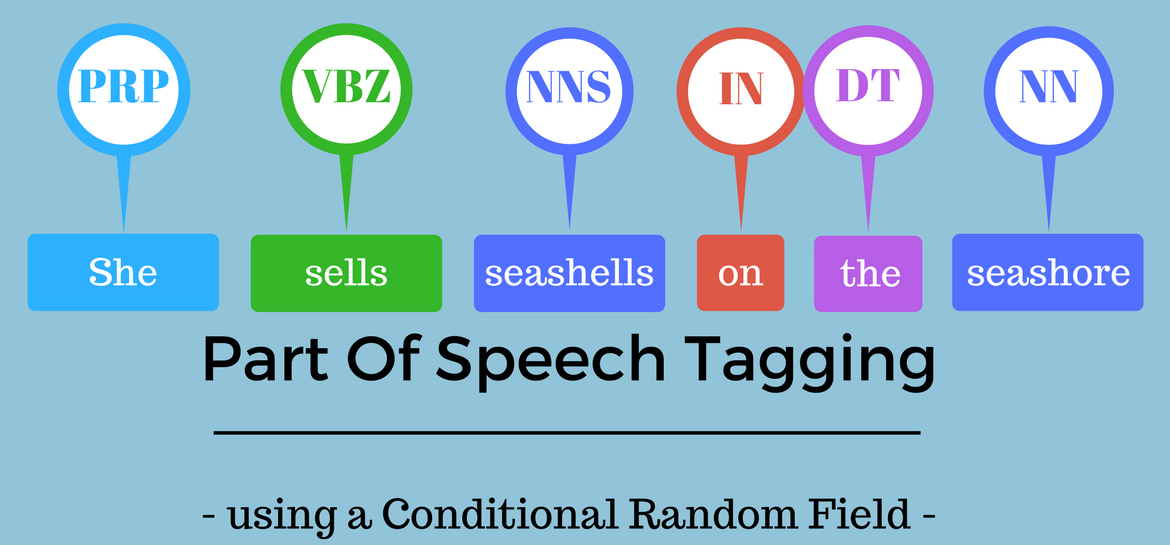 PRP VBZ NNS IN DT NN
She sells seashells on the seashore
Part Of Speech Tagging
- using a Conditional Random Field -